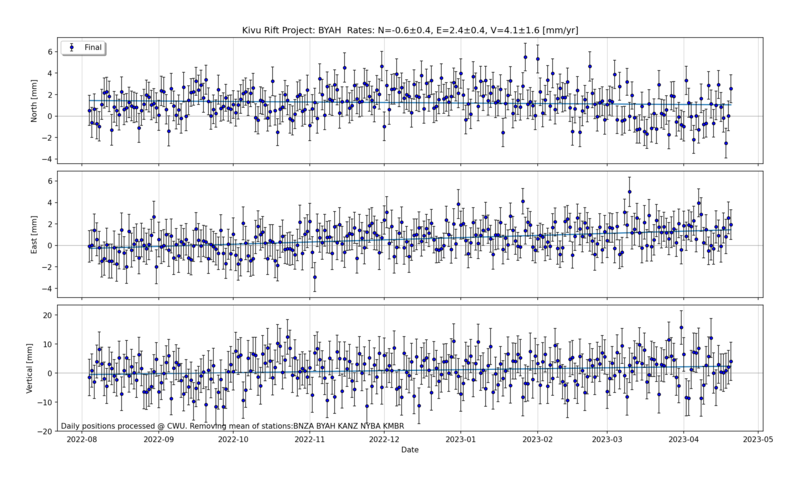 Kivu Rift Project: BYAH Rates: N=-0.6±0.4, E=2.4±0.4, V=4.1±1.6 [mm/yr]
Final
North [mm]
6
4
2
0
−2
−4
East [mm]
6
4
2
0
−2
−4
Vertical [mm]
20
10
0
−10
−20
Daily positions processed @ CWU. Removing mean of stations:BNZA BYAH KANZ NYBA KMBR
2022-08 2022-09 2022-10 2022-11 2022-12 2023-01 2023-02 2023-03 2023-04 2023-05
Date